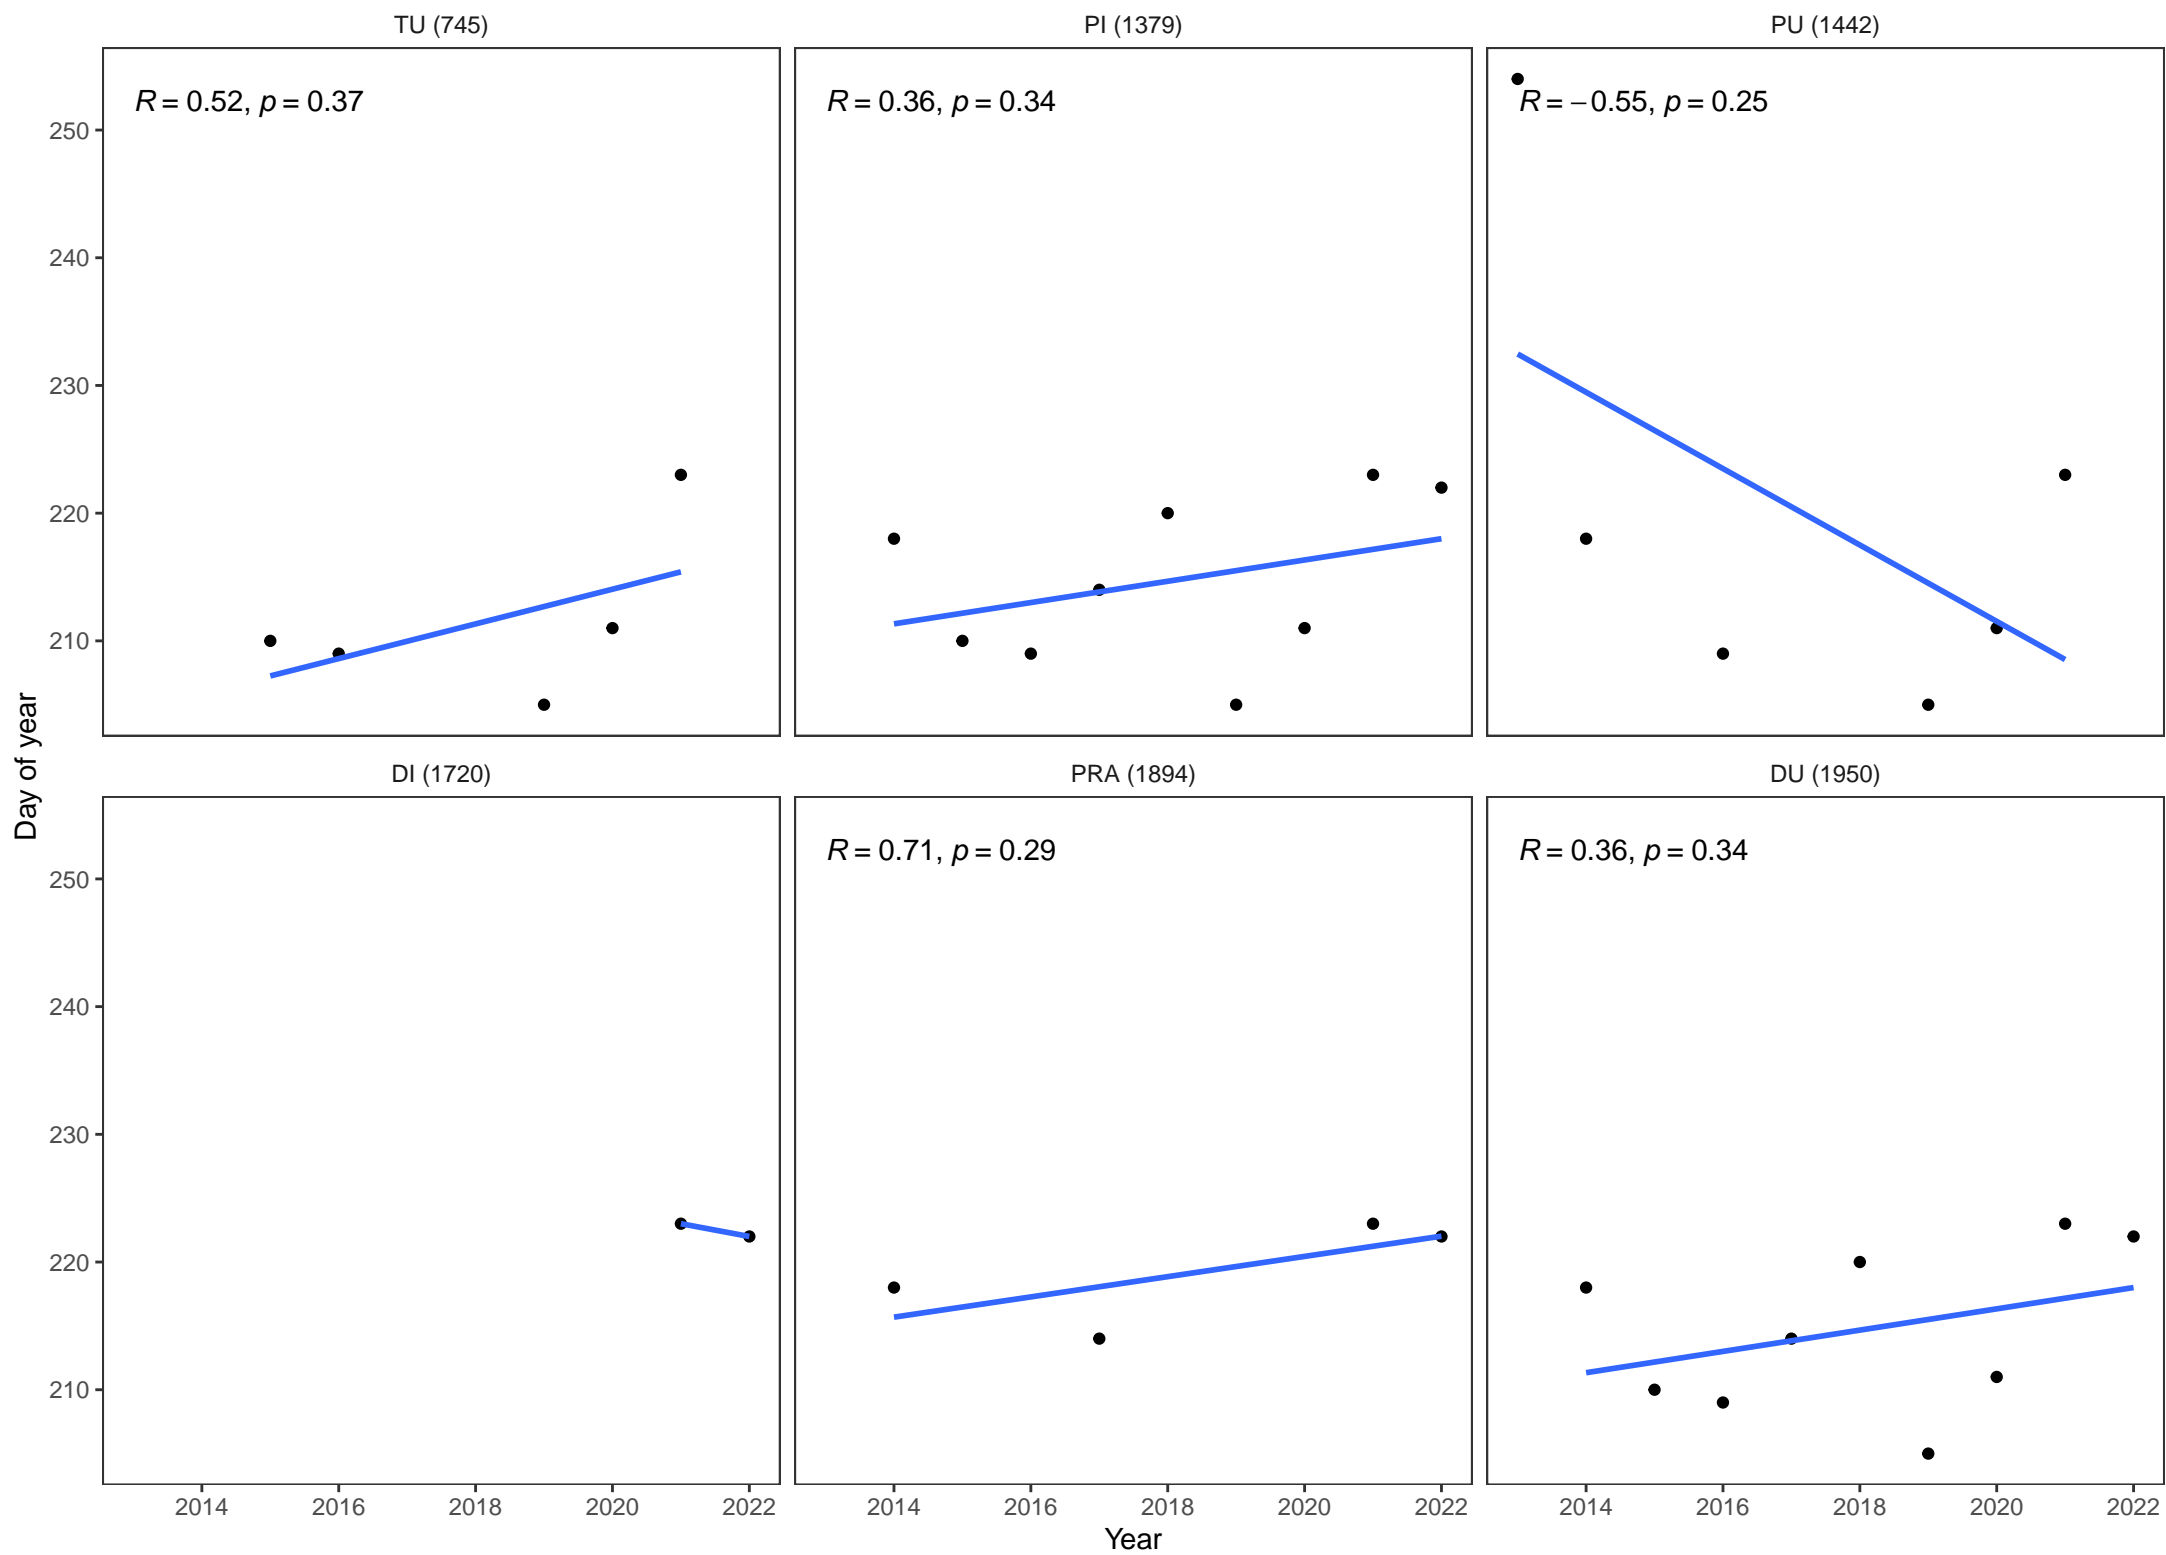 TU (745)
PI (1379)
PU (1442)
R = 0.52, p = 0.37
R = 0.36, p = 0.34
R = −0.55, p = 0.25
250
240
230
220
210
Day of year
DI (1720)
PRA (1894)
DU (1950)
R = 0.71, p = 0.29
R = 0.36, p = 0.34
250
240
230
220
210
2014 2016 2018 2020 2022
2014 2016 2018 2020 2022
2014 2016 2018 2020 2022
Year